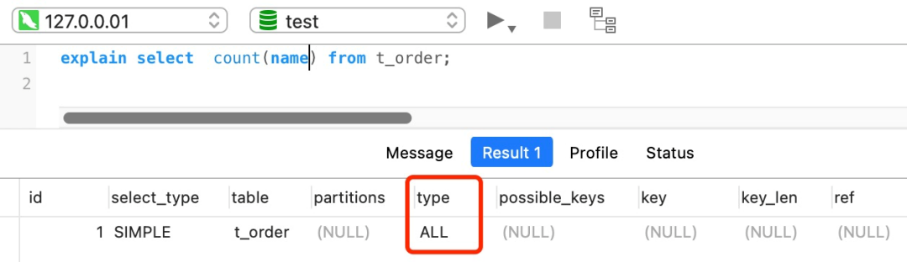 127.0.0.01 test
1 explain select count(name) from t_order;
2
Message Result 1 Profile Status
id select_type table partitions type possible_keys key key_len ref
1 SIMPLE t_order (NULL) ALL (NULL) (NULL) (NULL) (NULL)